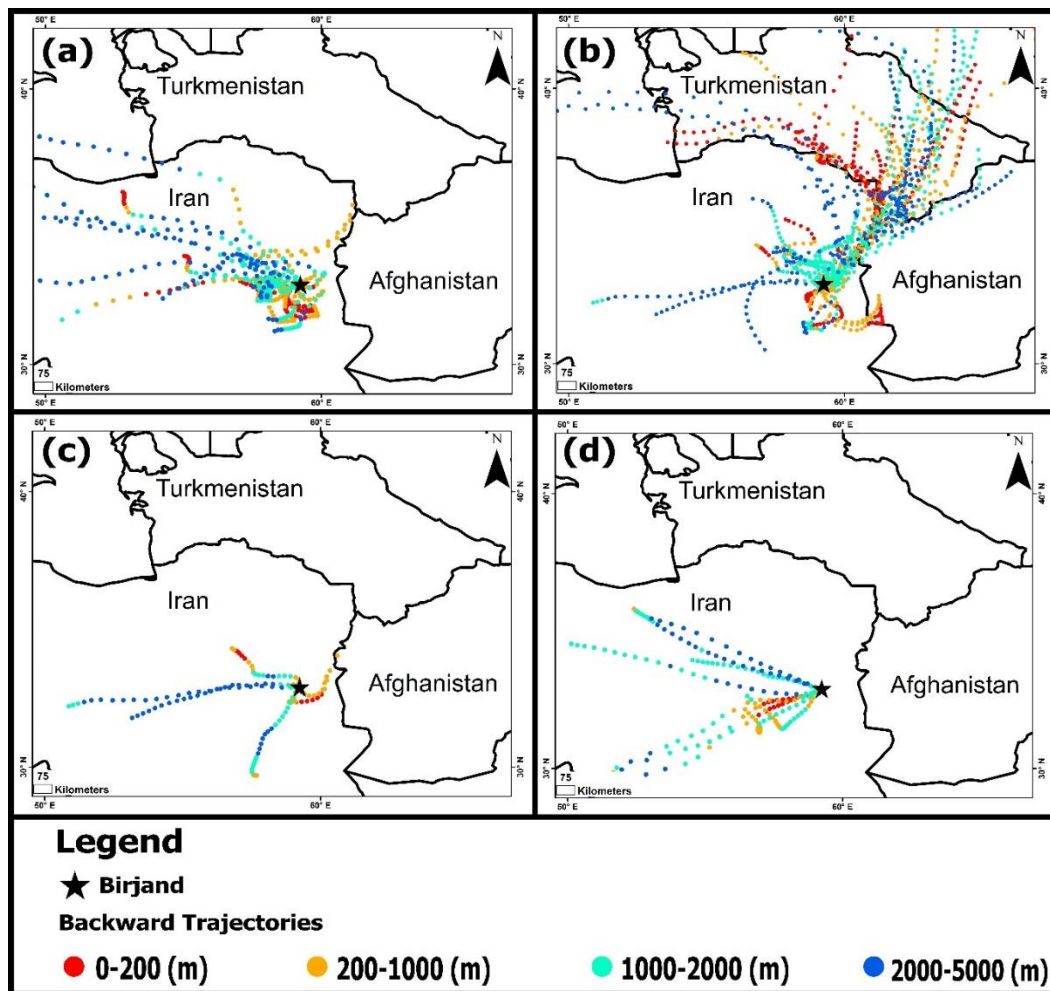 50° E 60° E
(a)
N
Turkmenistan
40° N
Iran
Afghanistan
30° N
75
Kilometers
(b)
N
Turkmenistan
40° N
Iran
Afghanistan
30° N
75
Kilometers
50° E 60° E
(c)
N
Turkmenistan
40° N
Iran
Afghanistan
30° N
75
Kilometers
50° E 60° E
(d)
N
Turkmenistan
40° N
Iran
Afghanistan
30° N
75
Kilometers
50° E 60° E
Legend
Birjand
Backward Trajectories
0-200 (m) 200-1000 (m) 1000-2000 (m) 2000-5000 (m)